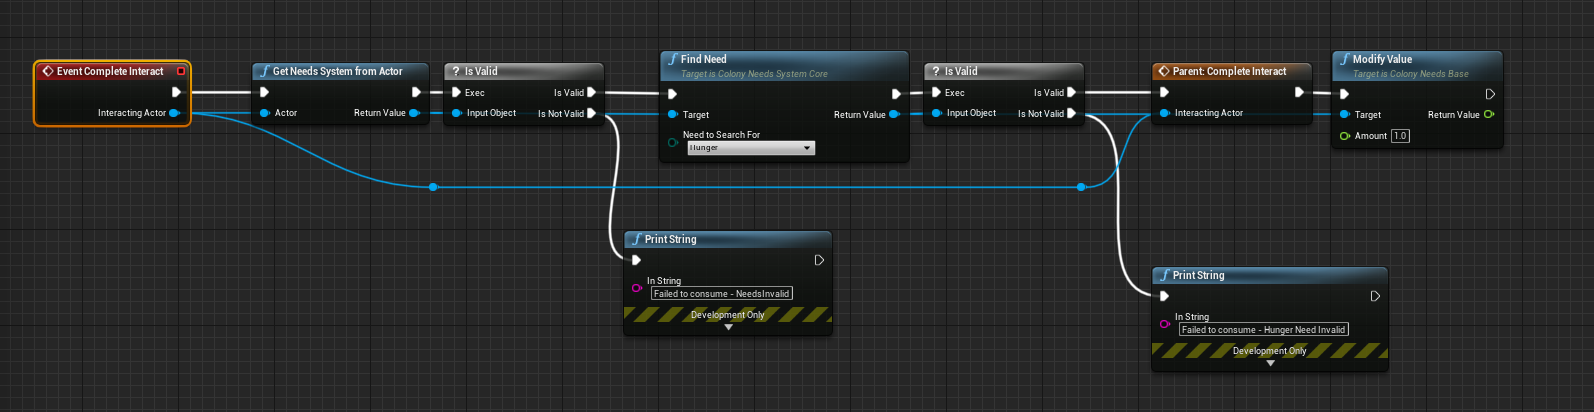 Event Complete Interact
Interacting Actor
Get Needs System from Actor
Actor
Return Value
? Is Valid
Exec
Is Valid
Input Object
Is Not Valid
Find Need
Target is Colony Needs System Core
Target
Return Value
Need to Search For
Hunger
? Is Valid
Exec
Is Valid
Input Object
Is Not Valid
Parent: Complete Interact
Interacting Actor
Modify Value
Target is Colony Needs Base
Target
Return Value
Amount 1.0
Print String
In String
Failed to consume - NeedsInvalid
Development Only
Print String
In String
Failed to consume - Hunger Need Invalid
Development Only